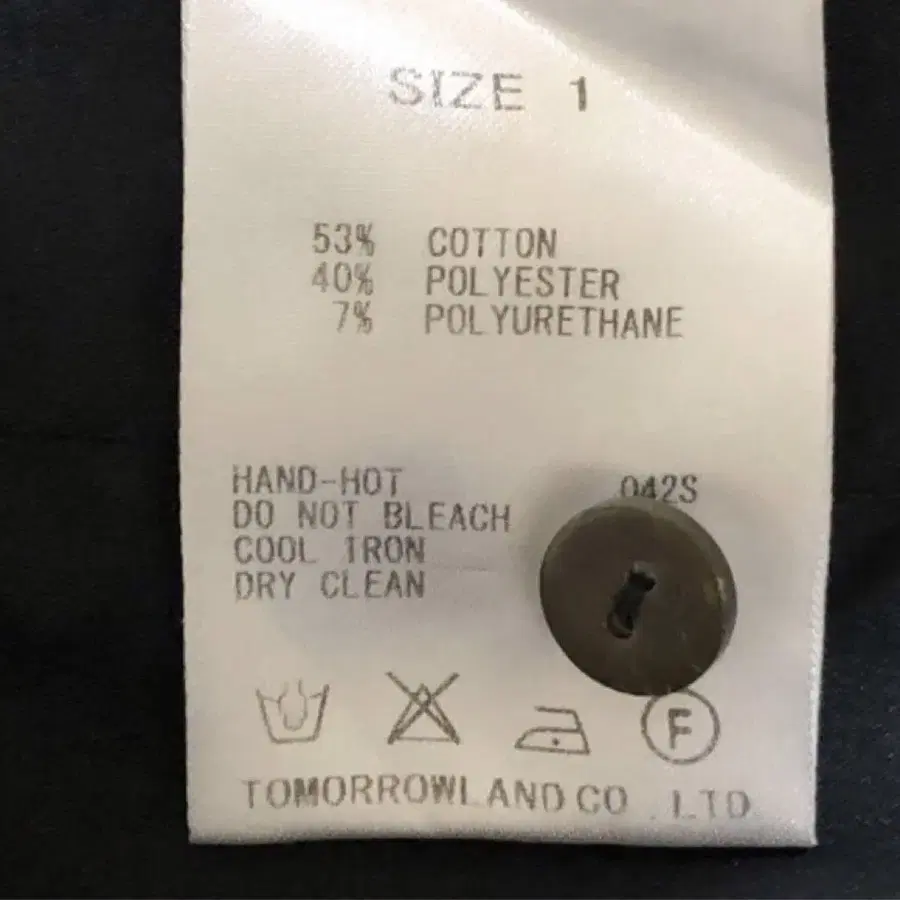 SIZE 1
53% COTTON
40% POLYESTER
7% POLYURETHANE
HAND-HOT 042S
DO NOT BLEACH
COOL IRON
DRY CLEAN
F
TOMORROWLAND CO.LTD